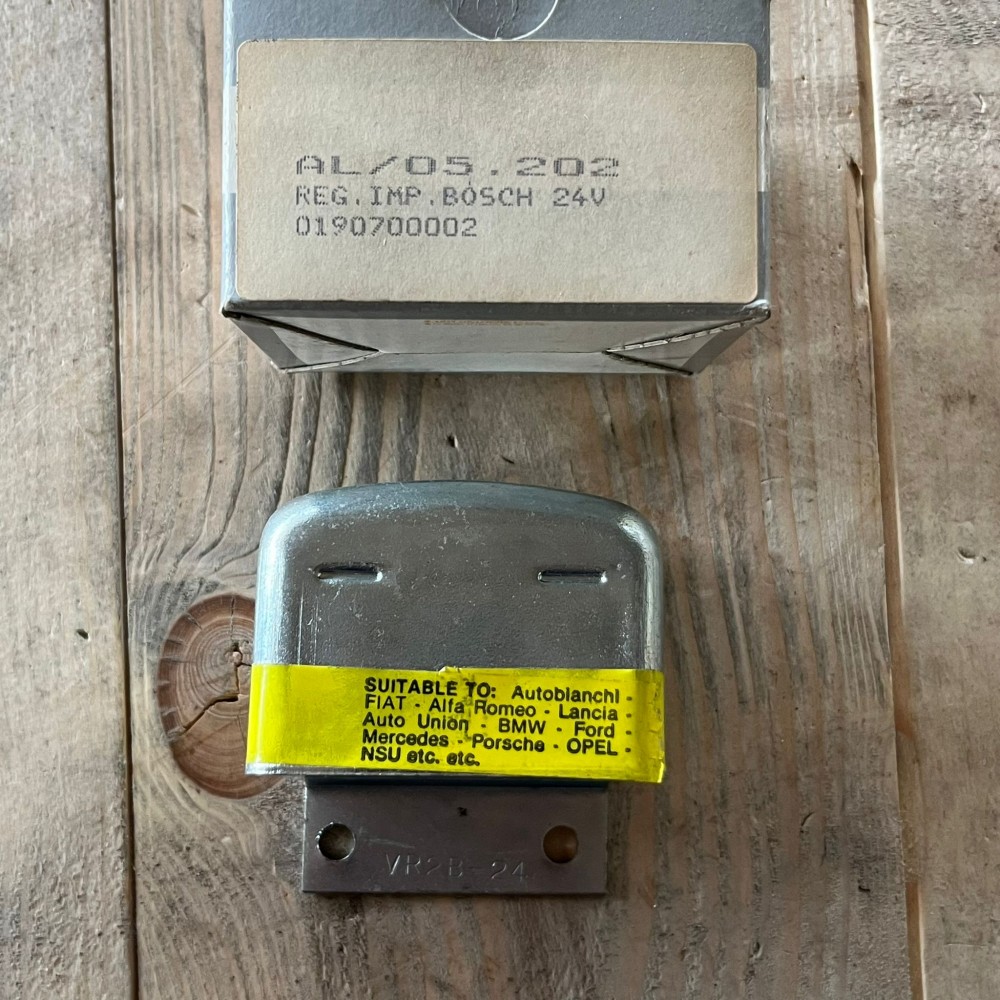 AL/05.202
REG.IMP.BOSCH 24V
0190700002
SUITABLE TO: Autobianchi -
FIAT - Alfa Romeo - Lancia -
Auto Union - BMW - Ford -
Mercedes - Porsche - OPEL -
NSU etc. etc.
VR2B-24